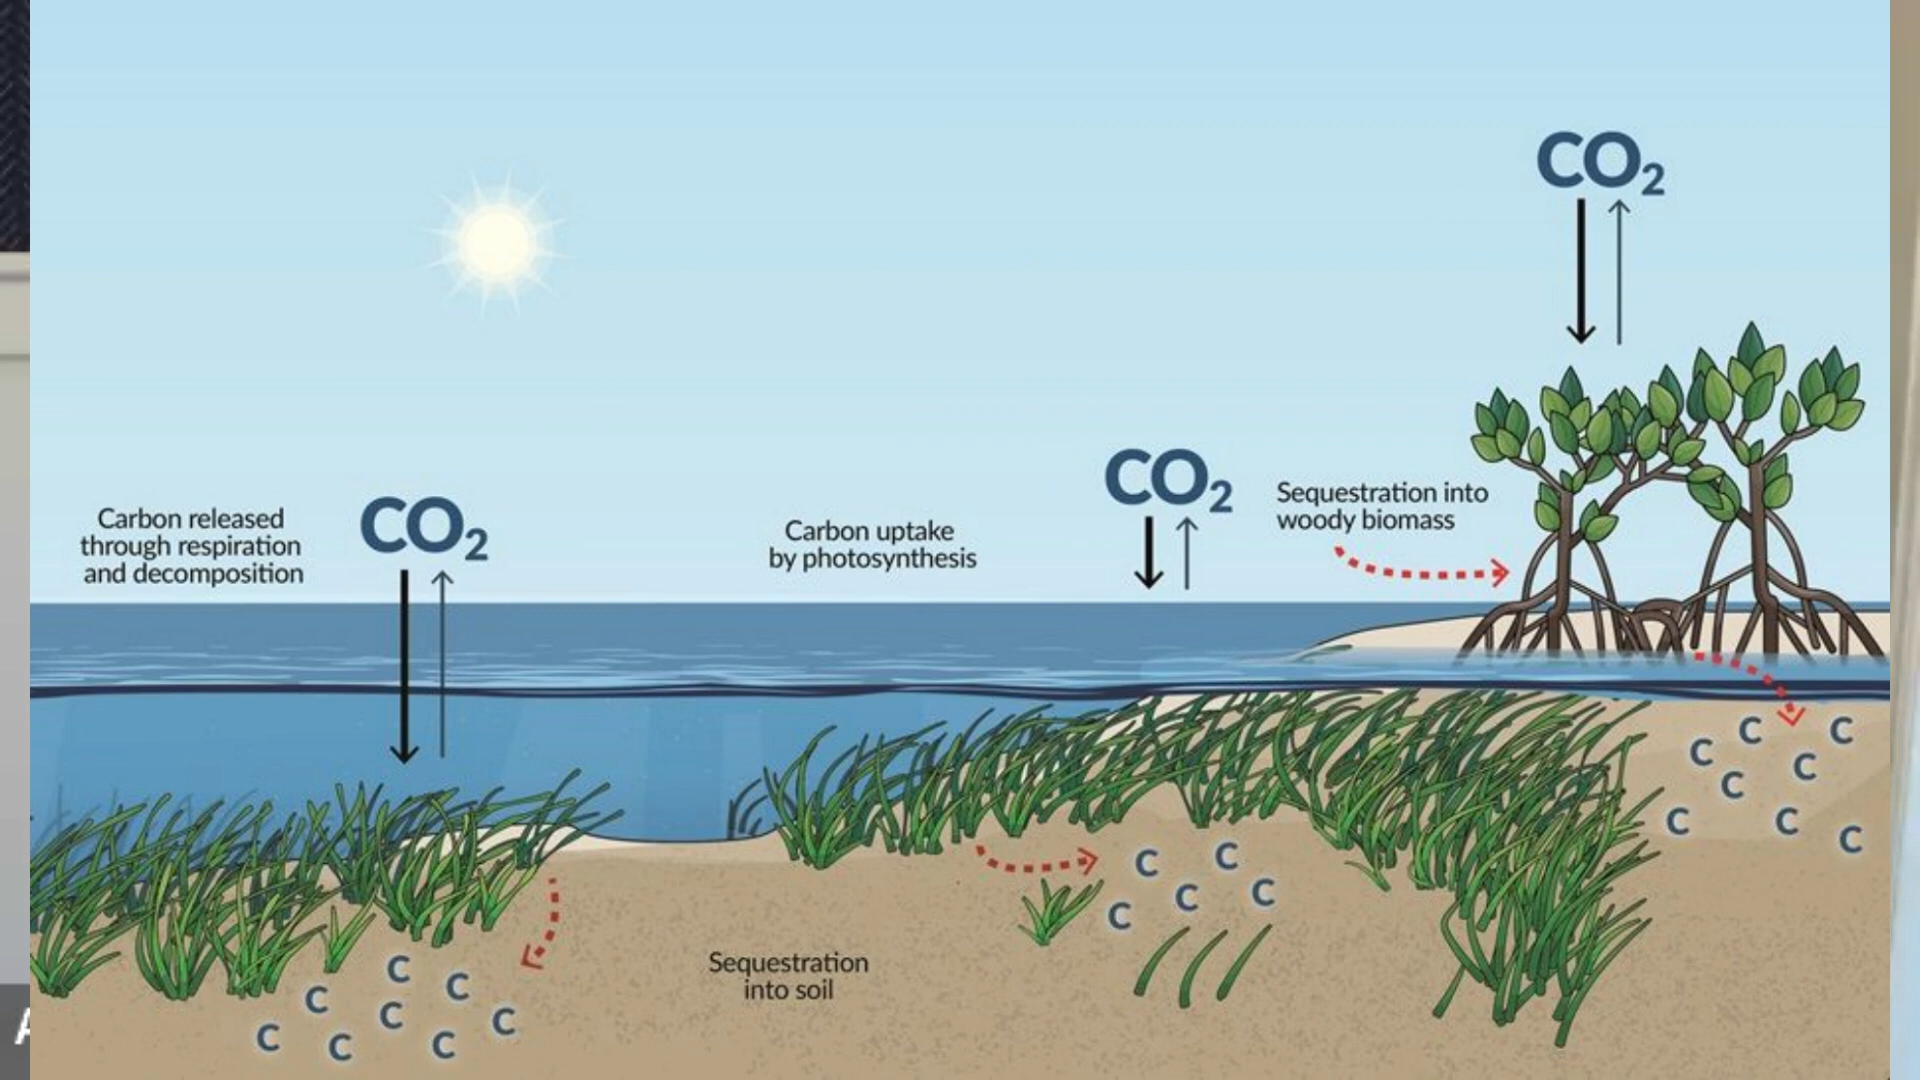 CO₂
CO₂
Sequestration into
woody biomass
Carbon released
through respiration
and decomposition
CO₂
Carbon uptake
by photosynthesis
C C
C C
C
C C
C
C C
C C
C
Sequestration
into soil
C C
C C
C
C C
C
A